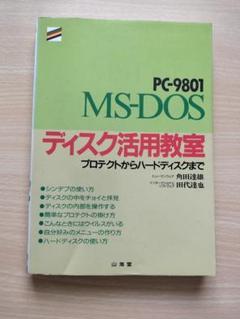 PC-9801
MS-DOS
ディスク活用教室
プロテクトからハードディスクまで
角田達雄
田代達也
●シンデブの使い方
●ディスクの中をチョイと拝見
●ディスクの内部を操作する
●簡単なプロテクトの掛け方
●こんなときにはウイルスがいる
●自分好みのメニューの作り方
●ハードディスクの使い方
山海堂